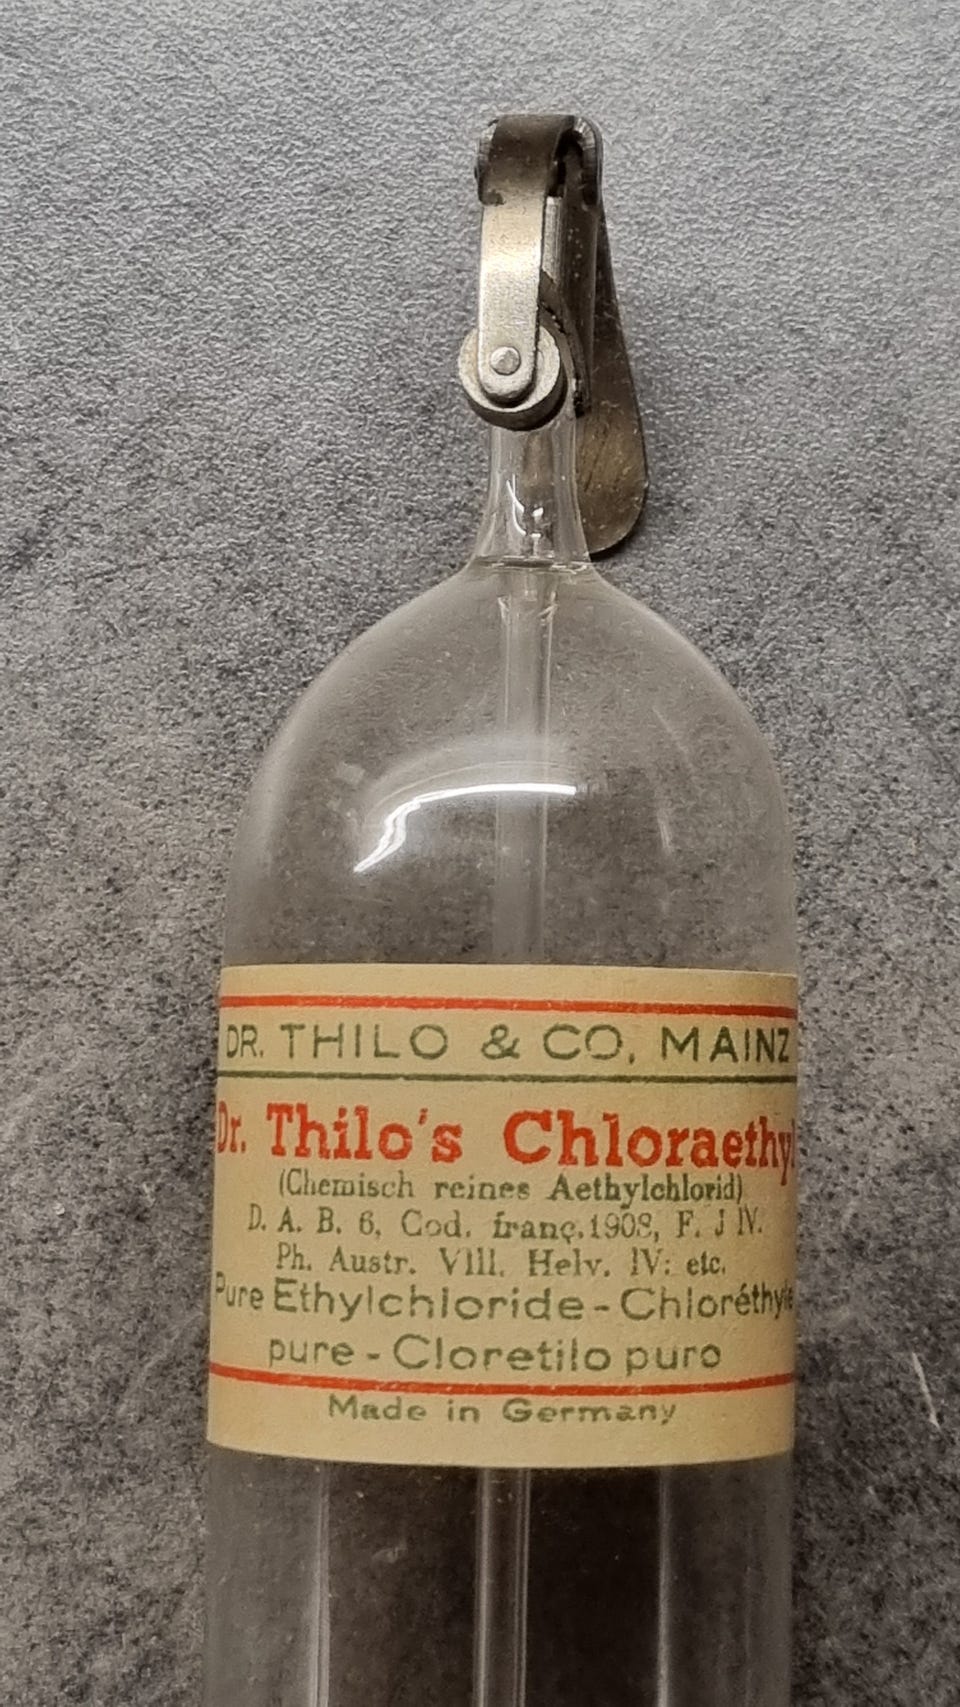 DR. THILO & CO, MAINZ
Dr. Thilo's Chloraethyl
(Chemisch reines Aethylchlorid)
D. A. B. 6, Cod. franç. 1908, F. J IV.
Ph. Austr. VIII. Helv. IV. etc.
Pure Ethylchloride - Chloréthyle
pure - Cloretilo puro
Made in Germany